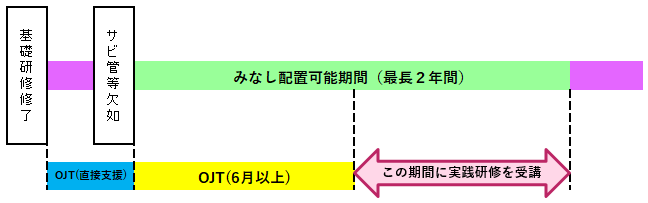 基礎研修修了
サビ管等欠如
みなし配置可能期間（最長２年間）
OJT(直接支援)
OJT(6月以上)
この期間に実践研修を受講